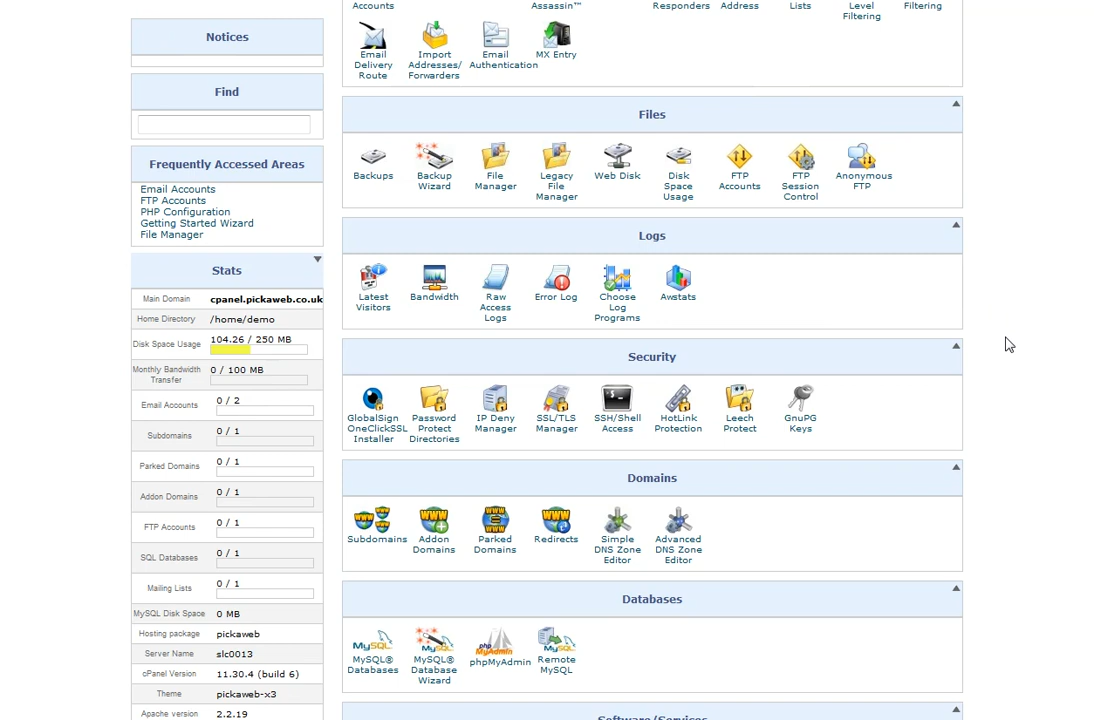 Accounts
Assassin™
Responders
Address
Lists
Level
Filtering
Filtering
Email
Delivery
Route
Import
Addresses/
Forwarders
Email
Authentication
MX Entry
Notices
Find
Frequently Accessed Areas
Email Accounts
FTP Accounts
PHP Configuration
Getting Started Wizard
File Manager
Stats
Main Domain cpanel.pickaweb.co.uk
Home Directory /home/demo
Disk Space Usage 104.26 / 250 MB
Monthly Bandwidth
Transfer
0 / 100 MB
Email Accounts 0 / 2
Subdomains 0 / 1
Parked Domains 0 / 1
Addon Domains 0 / 1
FTP Accounts 0 / 1
SQL Databases 0 / 1
Mailing Lists 0 / 1
MySQL Disk Space 0 MB
Hosting package pickaweb
Server Name slc0013
cPanel Version 11.30.4 (build 6)
Theme pickaweb-x3
Apache version 2.2.19
Files
Backups
Backup
Wizard
File
Manager
Legacy
File
Manager
Web Disk
Disk
Space
Usage
FTP
Accounts
FTP
Session
Control
Anonymous
FTP
Logs
Latest
Visitors
Bandwidth
Raw
Access
Logs
Error Log
Choose
Log
Programs
Awstats
Security
GlobalSign
OneClickSSL
Installer
Password
Protect
Directories
IP Deny
Manager
SSL/TLS
Manager
SSH/Shell
Access
HotLink
Protection
Leech
Protect
GnuPG
Keys
Domains
Subdomains
Addon
Domains
Parked
Domains
Redirects
Simple
DNS Zone
Editor
Advanced
DNS Zone
Editor
Databases
MySQL®
Databases
MySQL®
Database
Wizard
phpMyAdmin
Remote
MySQL
Software/Services